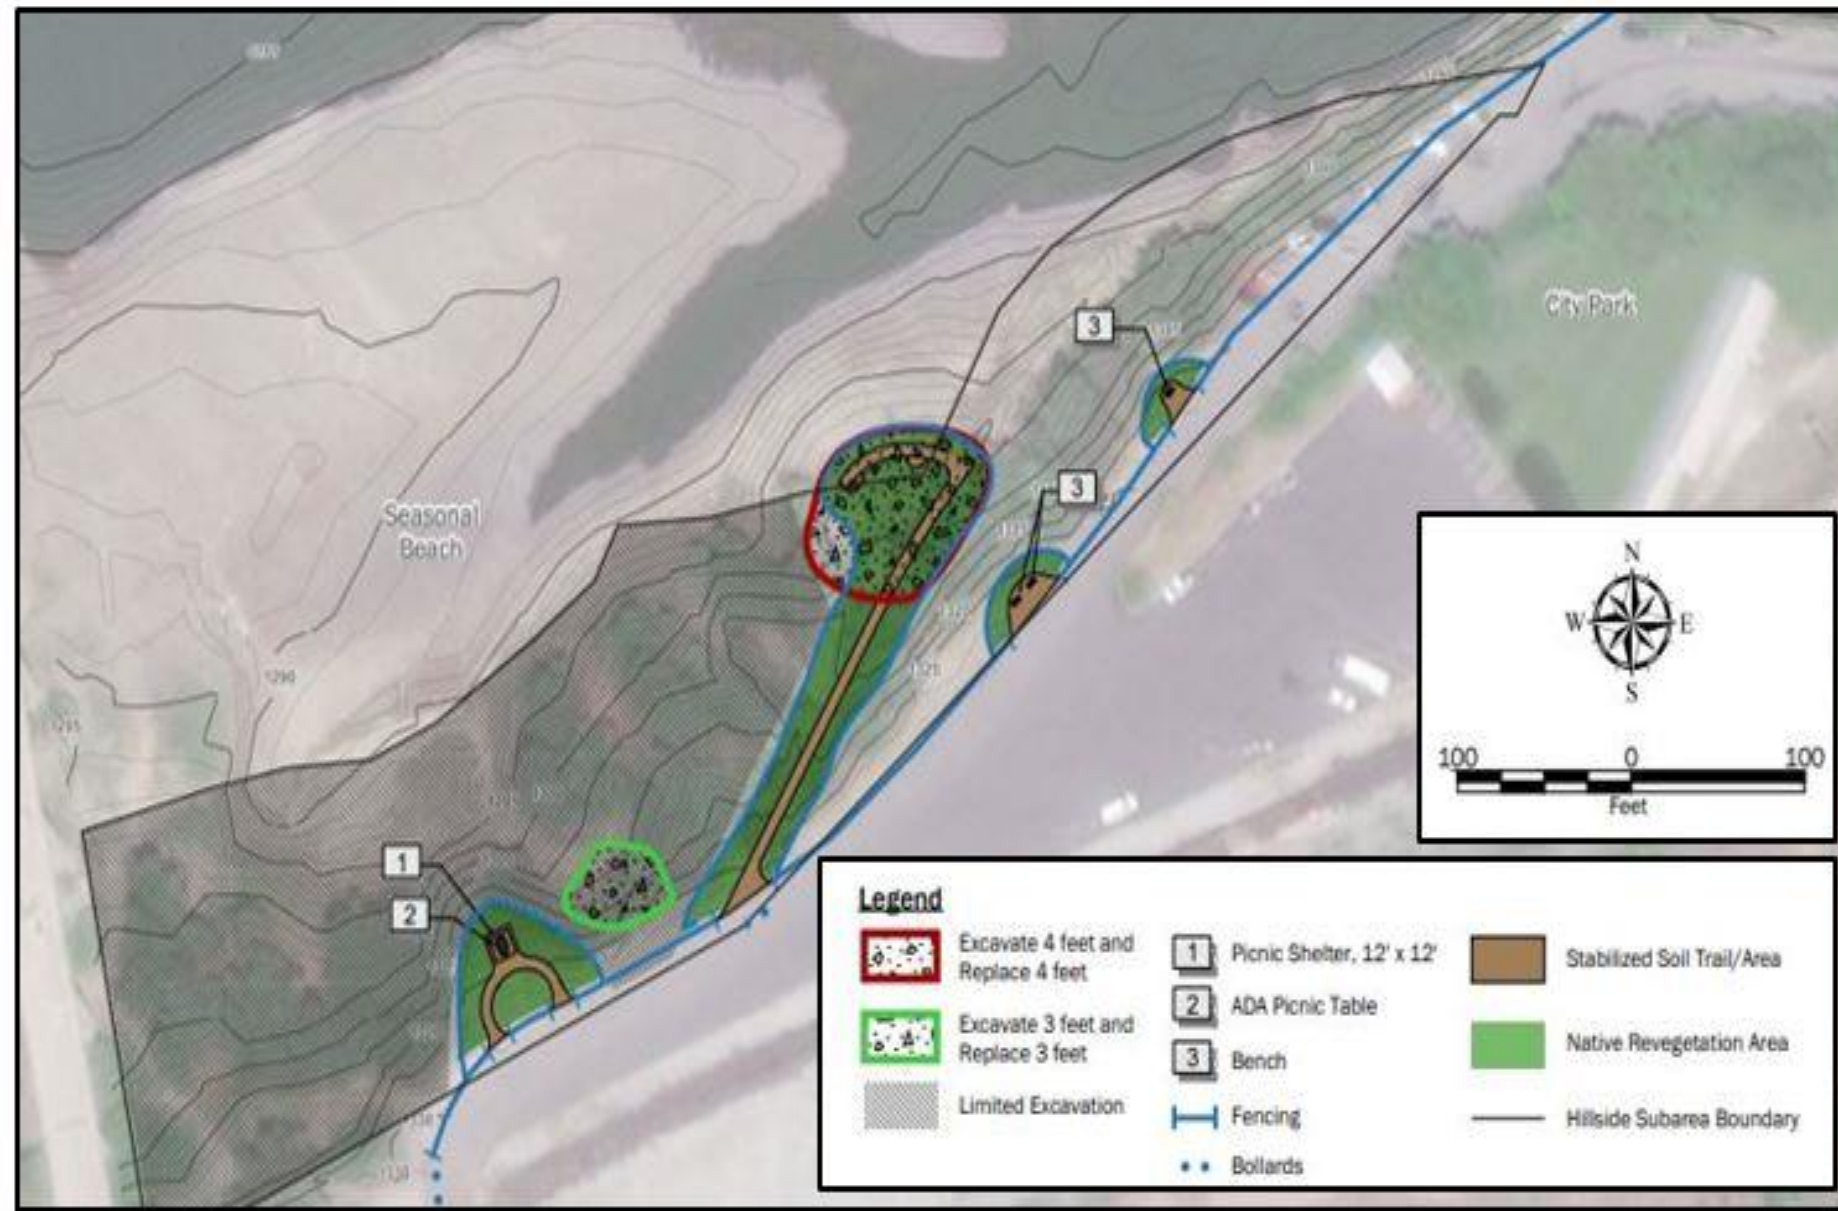 3
City Park
3
Seasonal
Beach
1290
1
2
N
W
E
S
100
0
100
Feet
Legend
Excavate 4 feet and
Replace 4 feet
Excavate 3 feet and
Replace 3 feet
Limited Excavation
1 Picnic Shelter, 12' x 12'
2 ADA Picnic Table
3 Bench
Fencing
Bollards
Stabilized Soil Trail/Area
Native Revegetation Area
Hillside Subarea Boundary